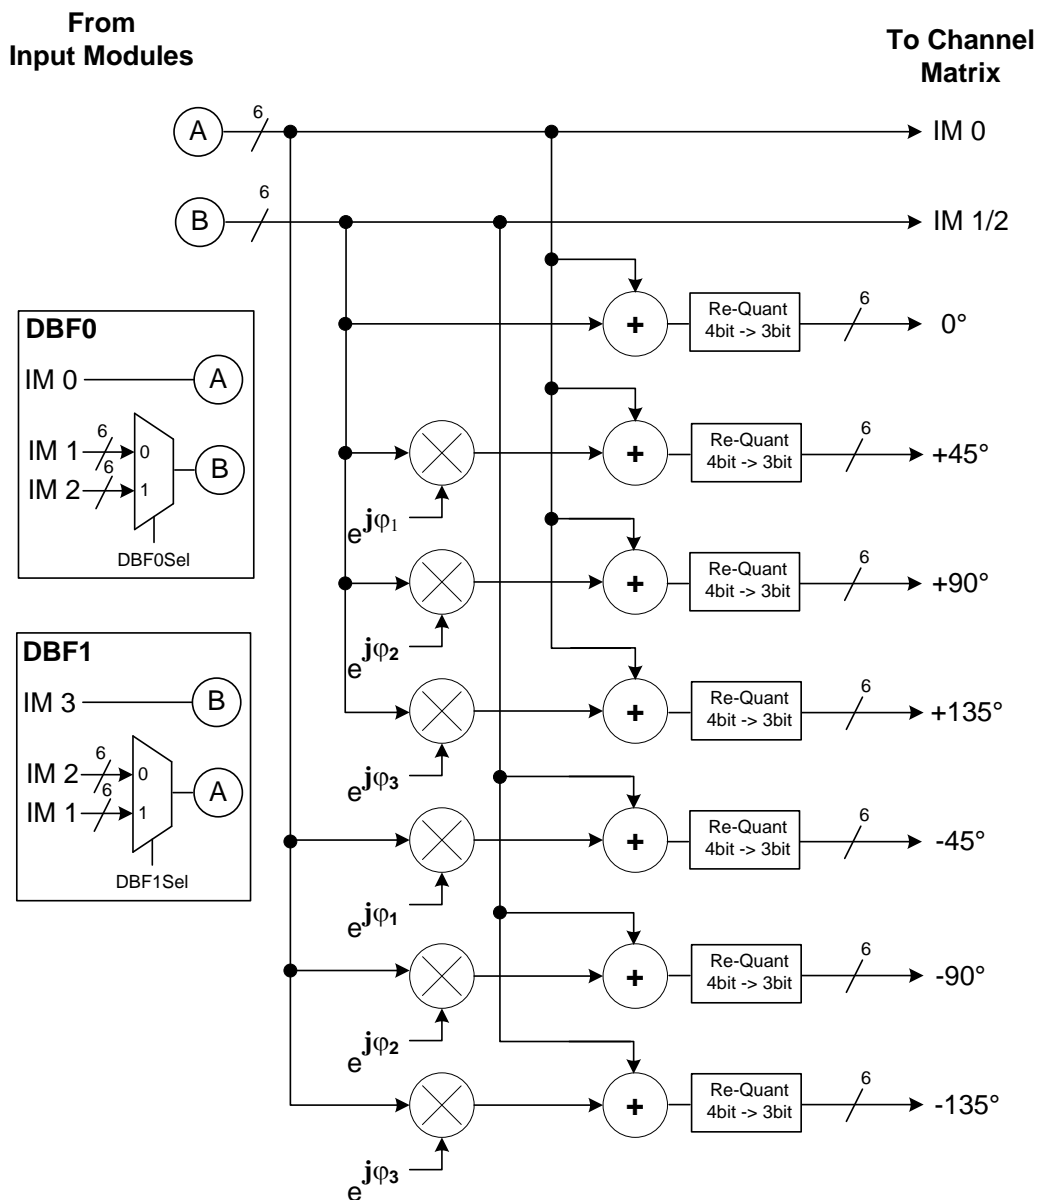 From
Input Modules
To Channel
Matrix
A
6
IM 0
B
6
IM 1/2
+
Re-Quant
4bit -> 3bit
6
0°
DBF0
IM 0
A
IM 1
6
0
IM 2
6
1
B
DBF0Sel
+
Re-Quant
4bit -> 3bit
6
+45°
e^jφ₁
+
Re-Quant
4bit -> 3bit
6
+90°
e^jφ₂
DBF1
IM 3
B
IM 2
6
0
IM 1
6
1
A
DBF1Sel
+
Re-Quant
4bit -> 3bit
6
+135°
e^jφ₃
+
Re-Quant
4bit -> 3bit
6
-45°
e^jφ₁
+
Re-Quant
4bit -> 3bit
6
-90°
e^jφ₂
+
Re-Quant
4bit -> 3bit
6
-135°
e^jφ₃